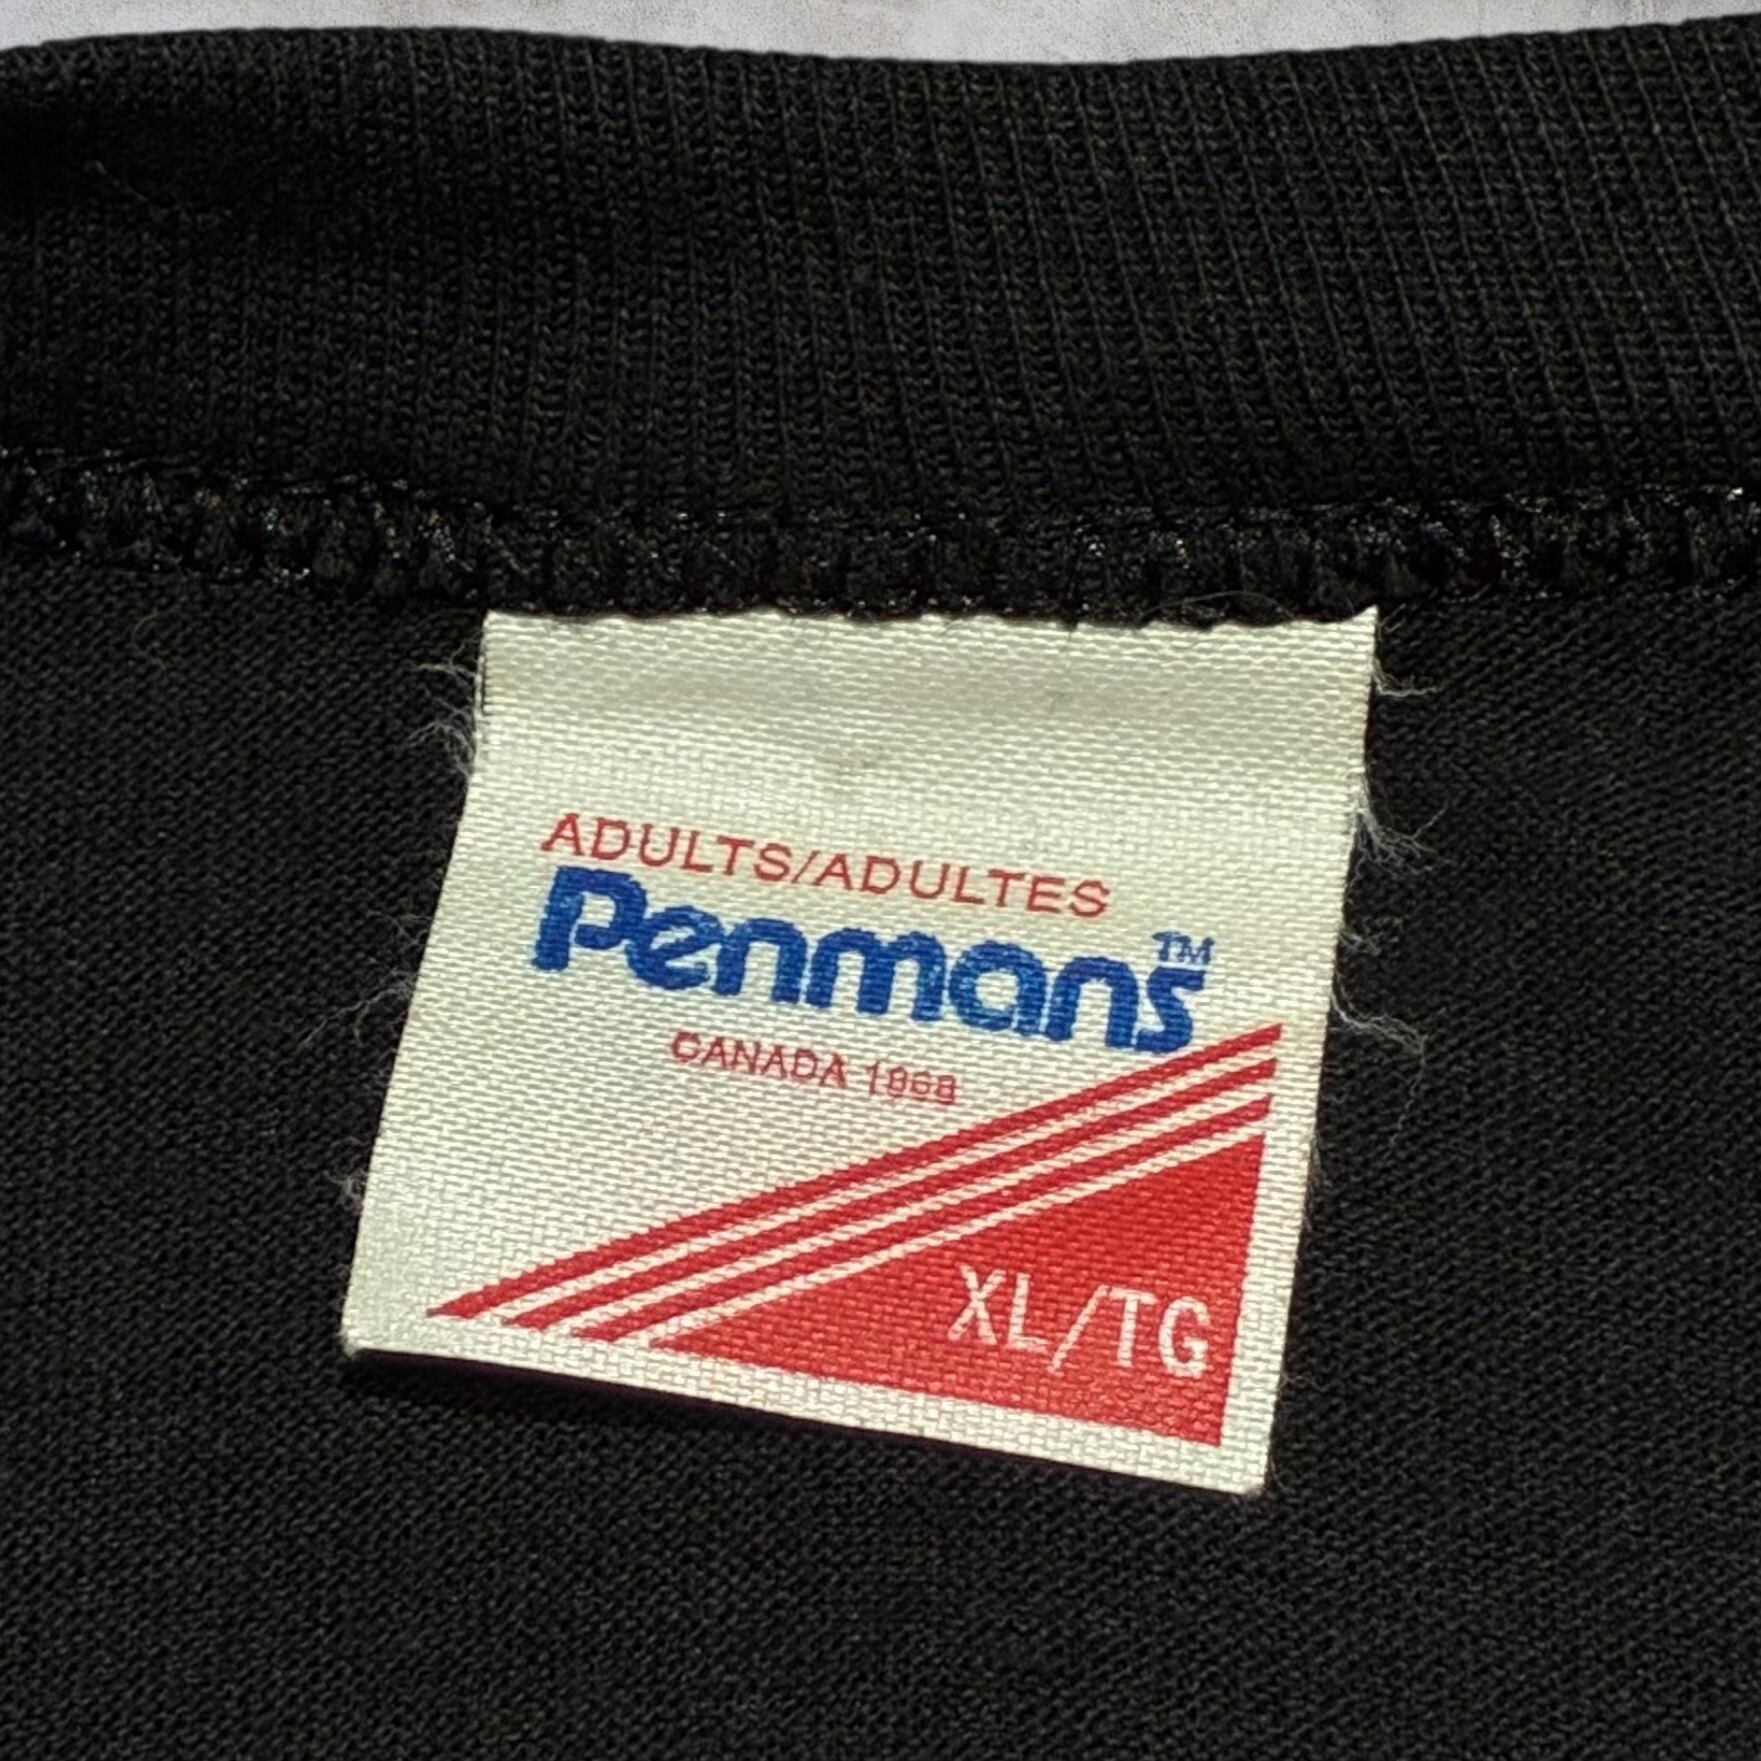 ADULTS/ADULTES
Penmans™
CANADA 1868
XL/TG